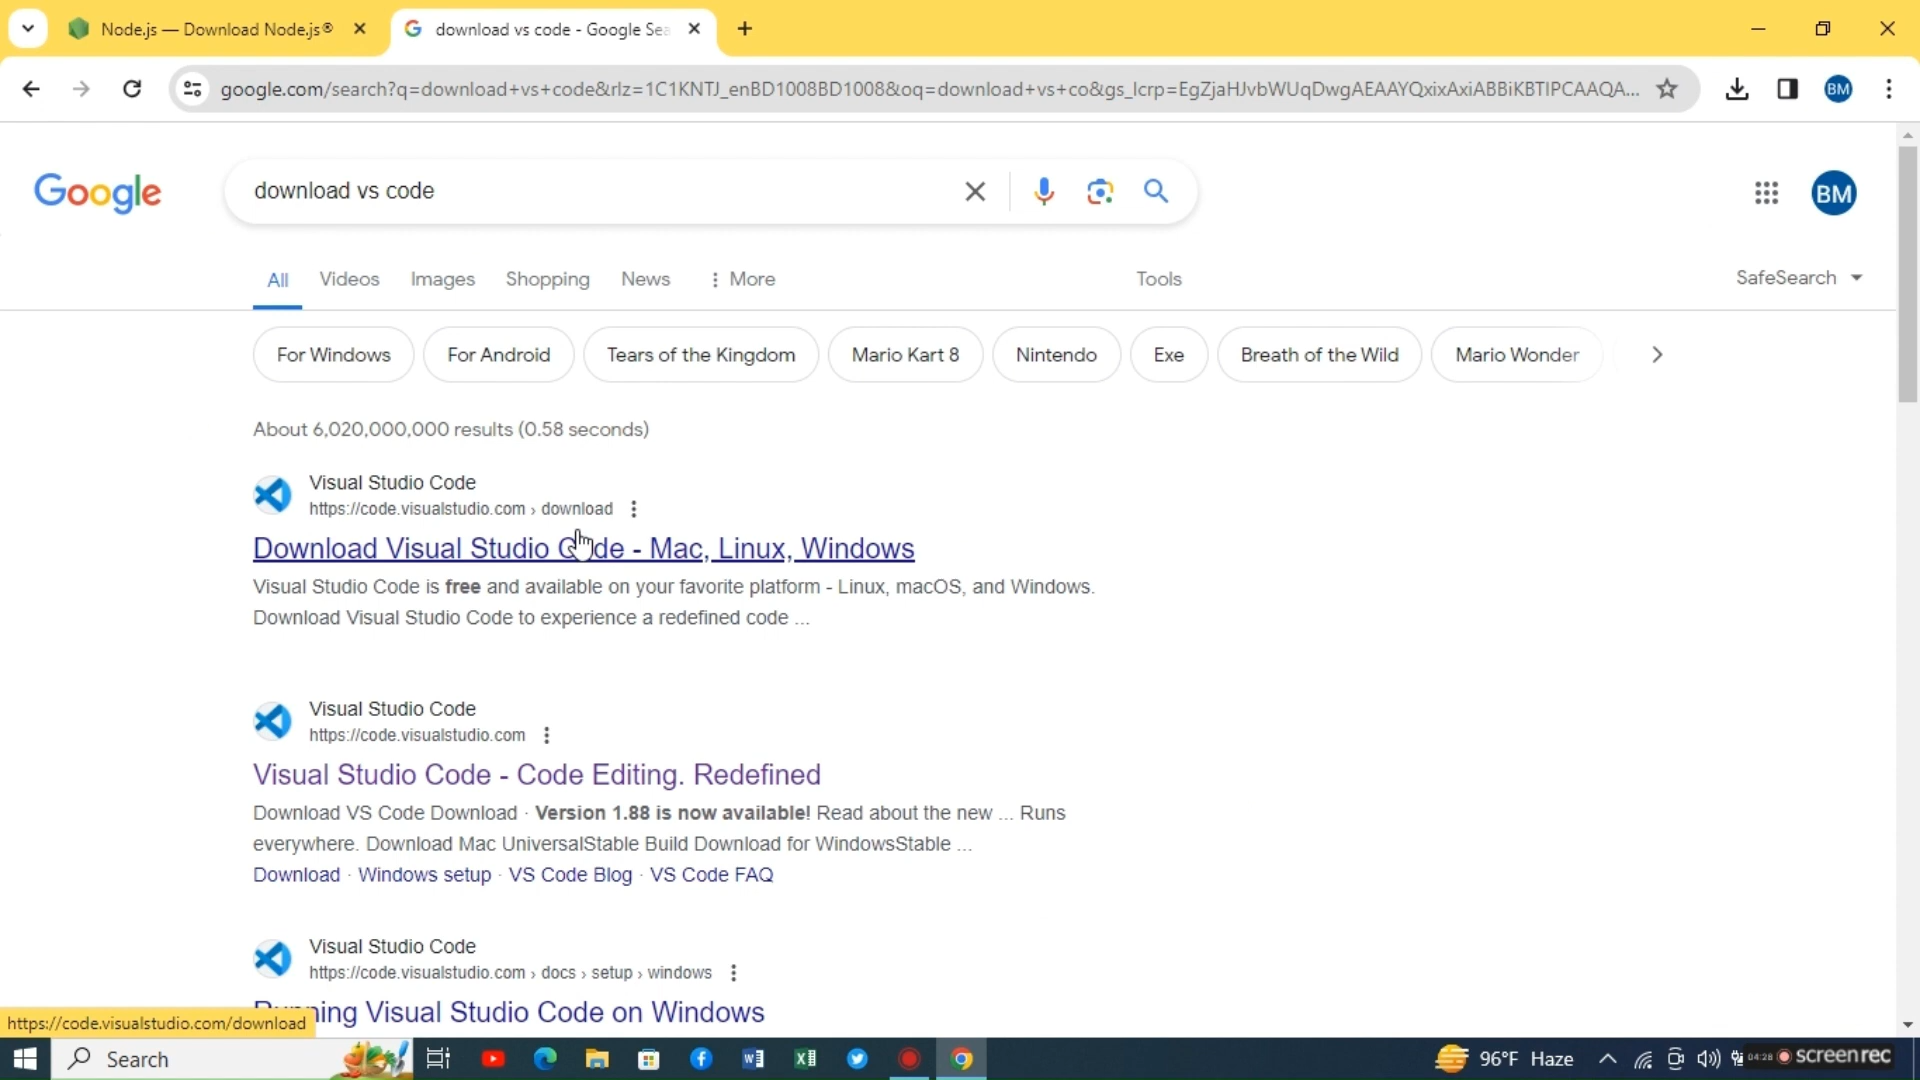 Node.js — Download Node.js®
download vs code - Google Sea
google.com/search?q=download+vs+code&rlz=1C1KNTJ_enBD1008BD1008&oq=download+vs+co&gs_lcrp=EgZjaHJvbWUqDwgAEAAYQxixAxiABBiKBTIPCAAQA...
BM
Google
download vs code
BM
All Videos Images Shopping News More Tools SafeSearch
For Windows For Android Tears of the Kingdom Mario Kart 8 Nintendo Exe Breath of the Wild Mario Wonder
About 6,020,000,000 results (0.58 seconds)
Visual Studio Code
https://code.visualstudio.com › download
Download Visual Studio Code - Mac, Linux, Windows
Visual Studio Code is free and available on your favorite platform - Linux, macOS, and Windows.
Download Visual Studio Code to experience a redefined code ...
Visual Studio Code
https://code.visualstudio.com
Visual Studio Code - Code Editing. Redefined
Download VS Code Download · Version 1.88 is now available! Read about the new ... Runs
everywhere. Download Mac UniversalStable Build Download for WindowsStable ...
Download · Windows setup · VS Code Blog · VS Code FAQ
Visual Studio Code
https://code.visualstudio.com › docs › setup › windows
Running Visual Studio Code on Windows
https://code.visualstudio.com/download
Search
96°F Haze
04:28 screenrec